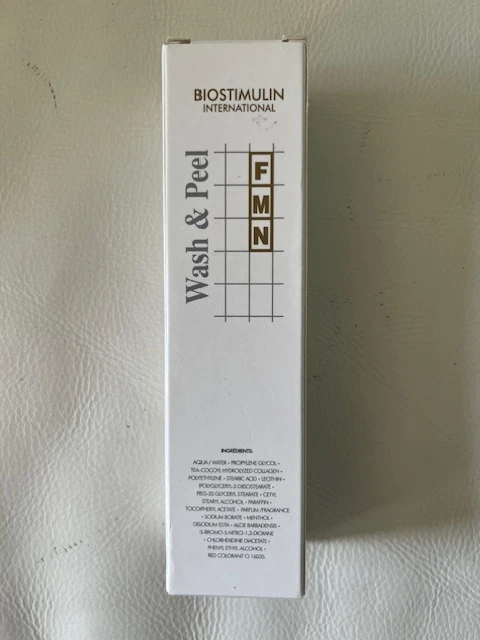 BIOSTIMULIN
INTERNATIONAL
Wash & Peel
F
M
N
INGRÉDIENTS:
AQUA / WATER • PROPYLENE GLYCOL •
TEA-COCOYL HYDROLYZED COLLAGEN •
POLYETHYLENE • STEARIC ACID • LECITHIN •
POLYGLYCERYL-3 DIISOSTEARATE •
PEG-20 GLYCERYL STEARATE • CETYL
STEARYL ALCOHOL • PARAFFIN •
TOCOPHERYL ACETATE • PARFUM /FRAGRANCE
• SODIUM BORATE • MENTHOL •
DISODIUM EDTA • ALOE BARBADENSIS •
5-BROMO-5-NITRO-1,3-DIOXANE
• CHLORHEXIDINE DIACETATE •
PHENYL ETHYL ALCOHOL •
RED COLORANT CI 16035